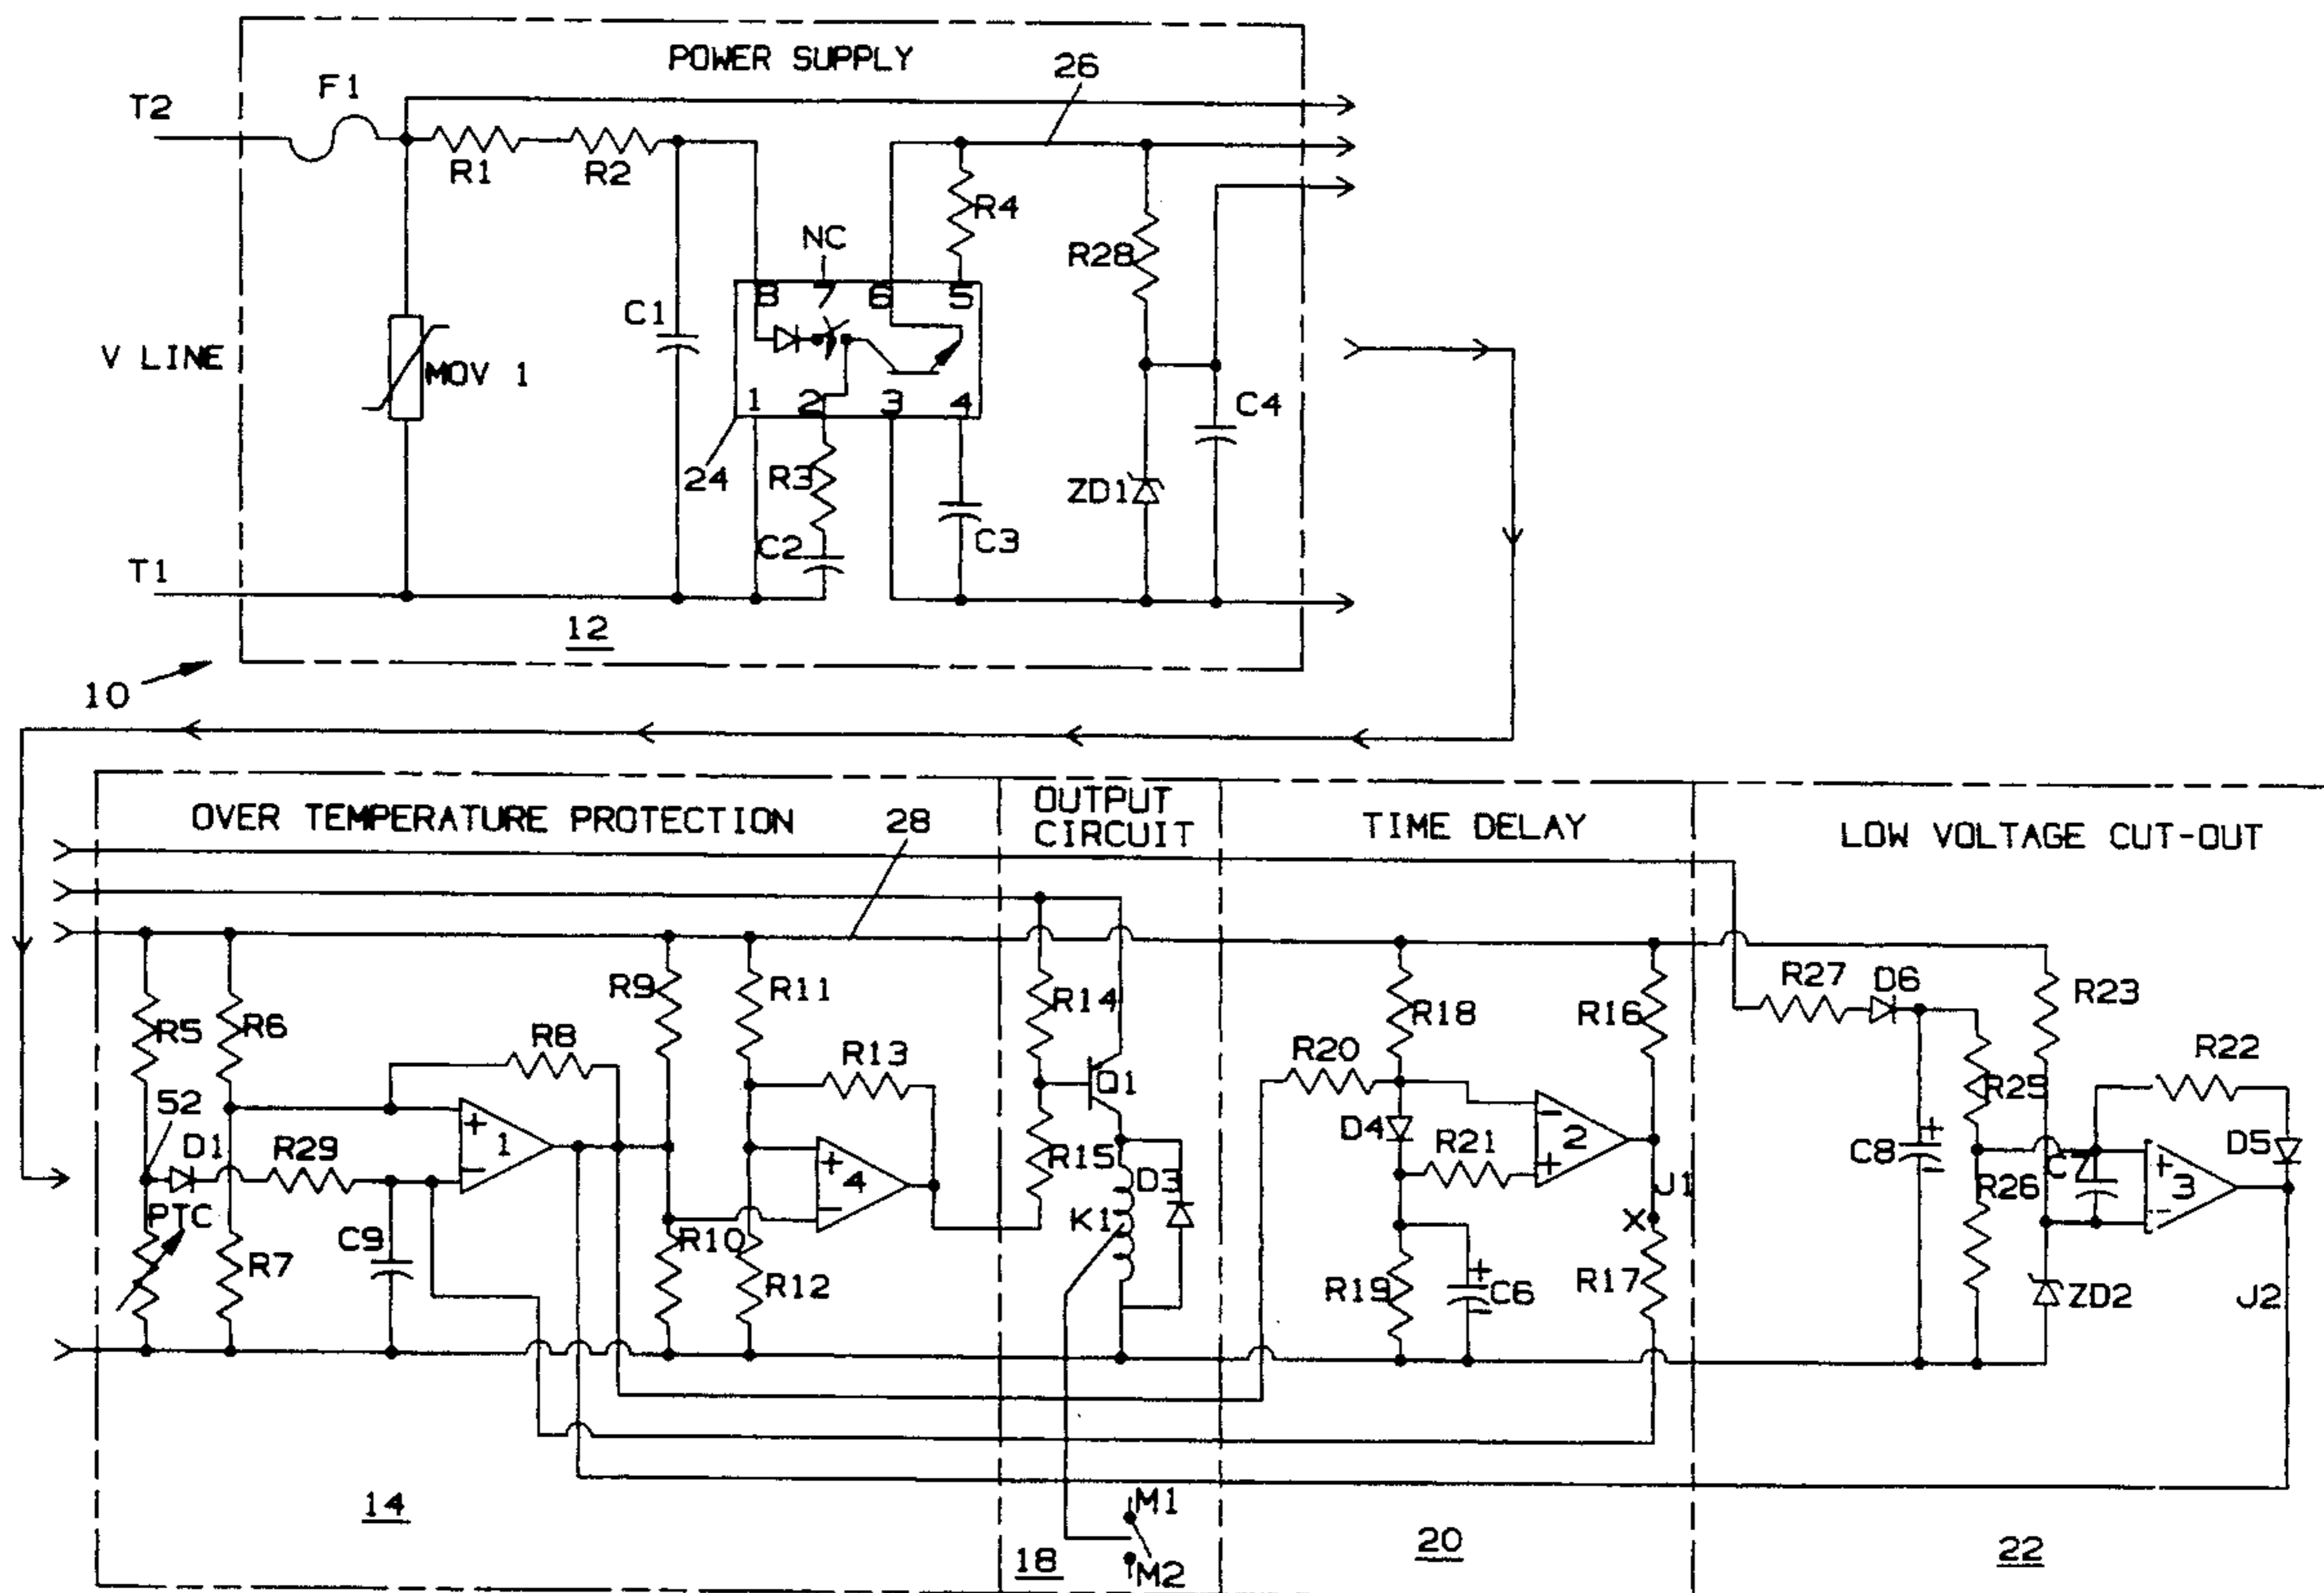 POWER SUPPLY
26
F1
T2
R1
R2
R4
NC
R28
8 7 6 5
C1
V LINE
MOV 1
1 2 3 4
C4
24
R3
ZD1
C2
C3
T1
12
10
OVER TEMPERATURE PROTECTION
28
OUTPUT
CIRCUIT
TIME DELAY
LOW VOLTAGE CUT-OUT
R5
R6
R8
R9
R11
R13
R14
Q1
R20
R18
R16
R27
D6
R23
R22
52
D1
R29
+
1
-
+
4
-
R15
D3
K1
D4
R21
-
2
+
J1
X
C8
+
-
R25
R26
C7
+
3
-
D5
PTC
C9
R7
R10
R12
R19
+
C6
-
R17
ZD2
J2
14
M1
18
M2
20
22